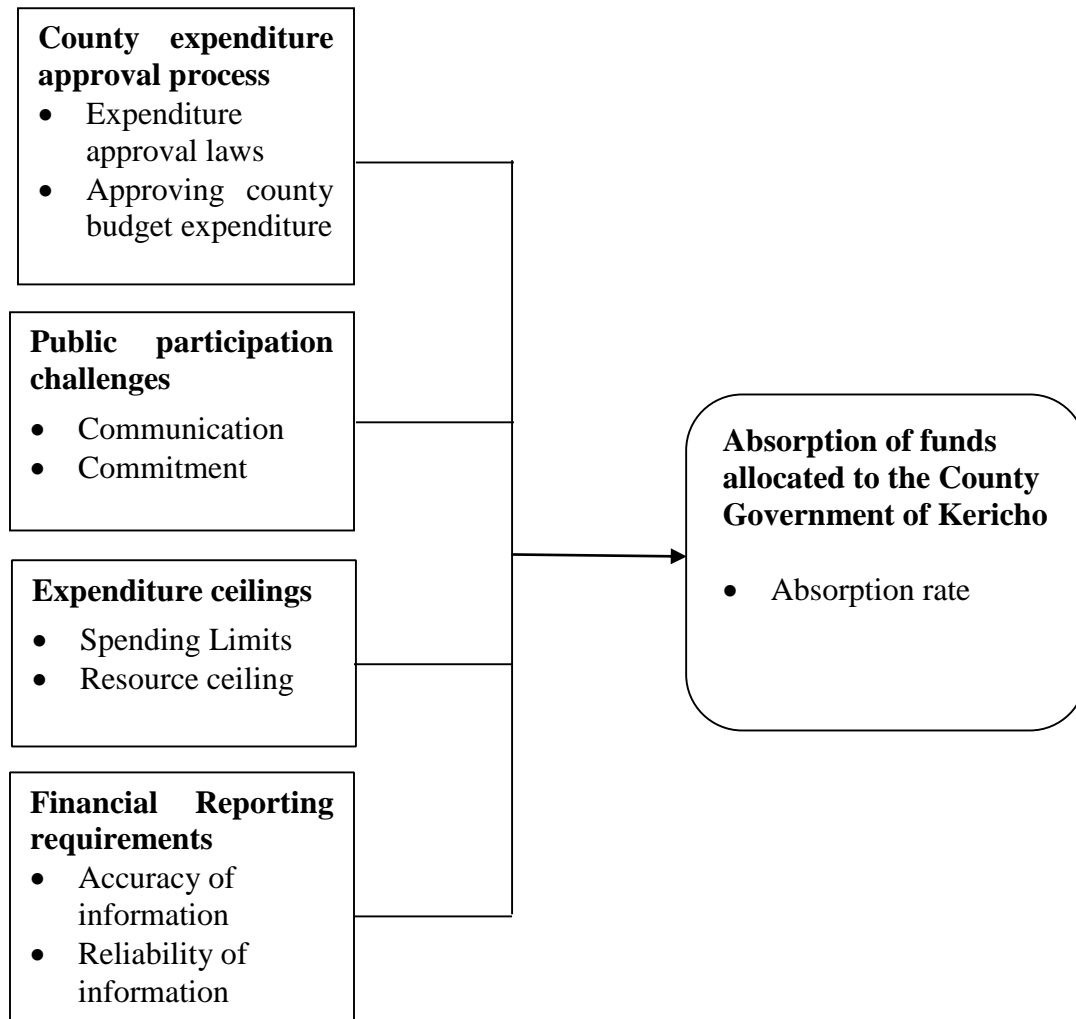 County expenditure
approval process
• Expenditure
approval laws
• Approving county
budget expenditure
Public participation
challenges
• Communication
• Commitment
Expenditure ceilings
• Spending Limits
• Resource ceiling
Financial Reporting
requirements
• Accuracy of
information
• Reliability of
information
Absorption of funds
allocated to the County
Government of Kericho
• Absorption rate